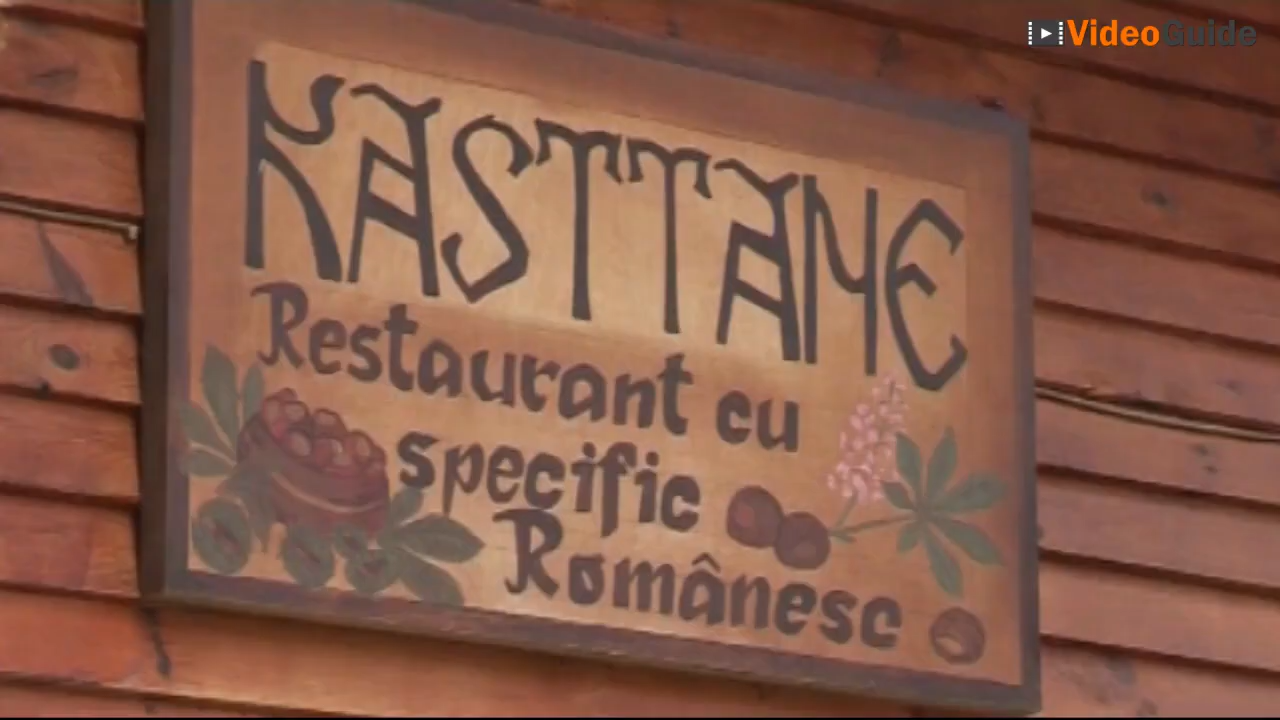 VideoGuide
KASTTANE
Restaurant cu
specific
Românesc